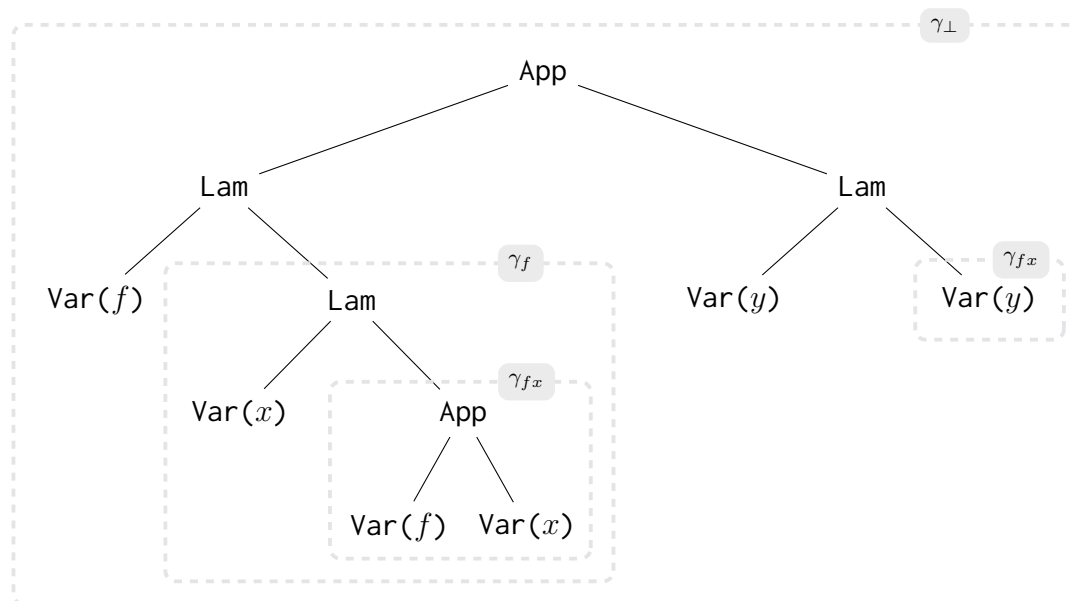 γ⊥
App
Lam Lam
γf γfx
Var(f) Lam Var(y) Var(y)
γfx
Var(x) App
Var(f) Var(x)